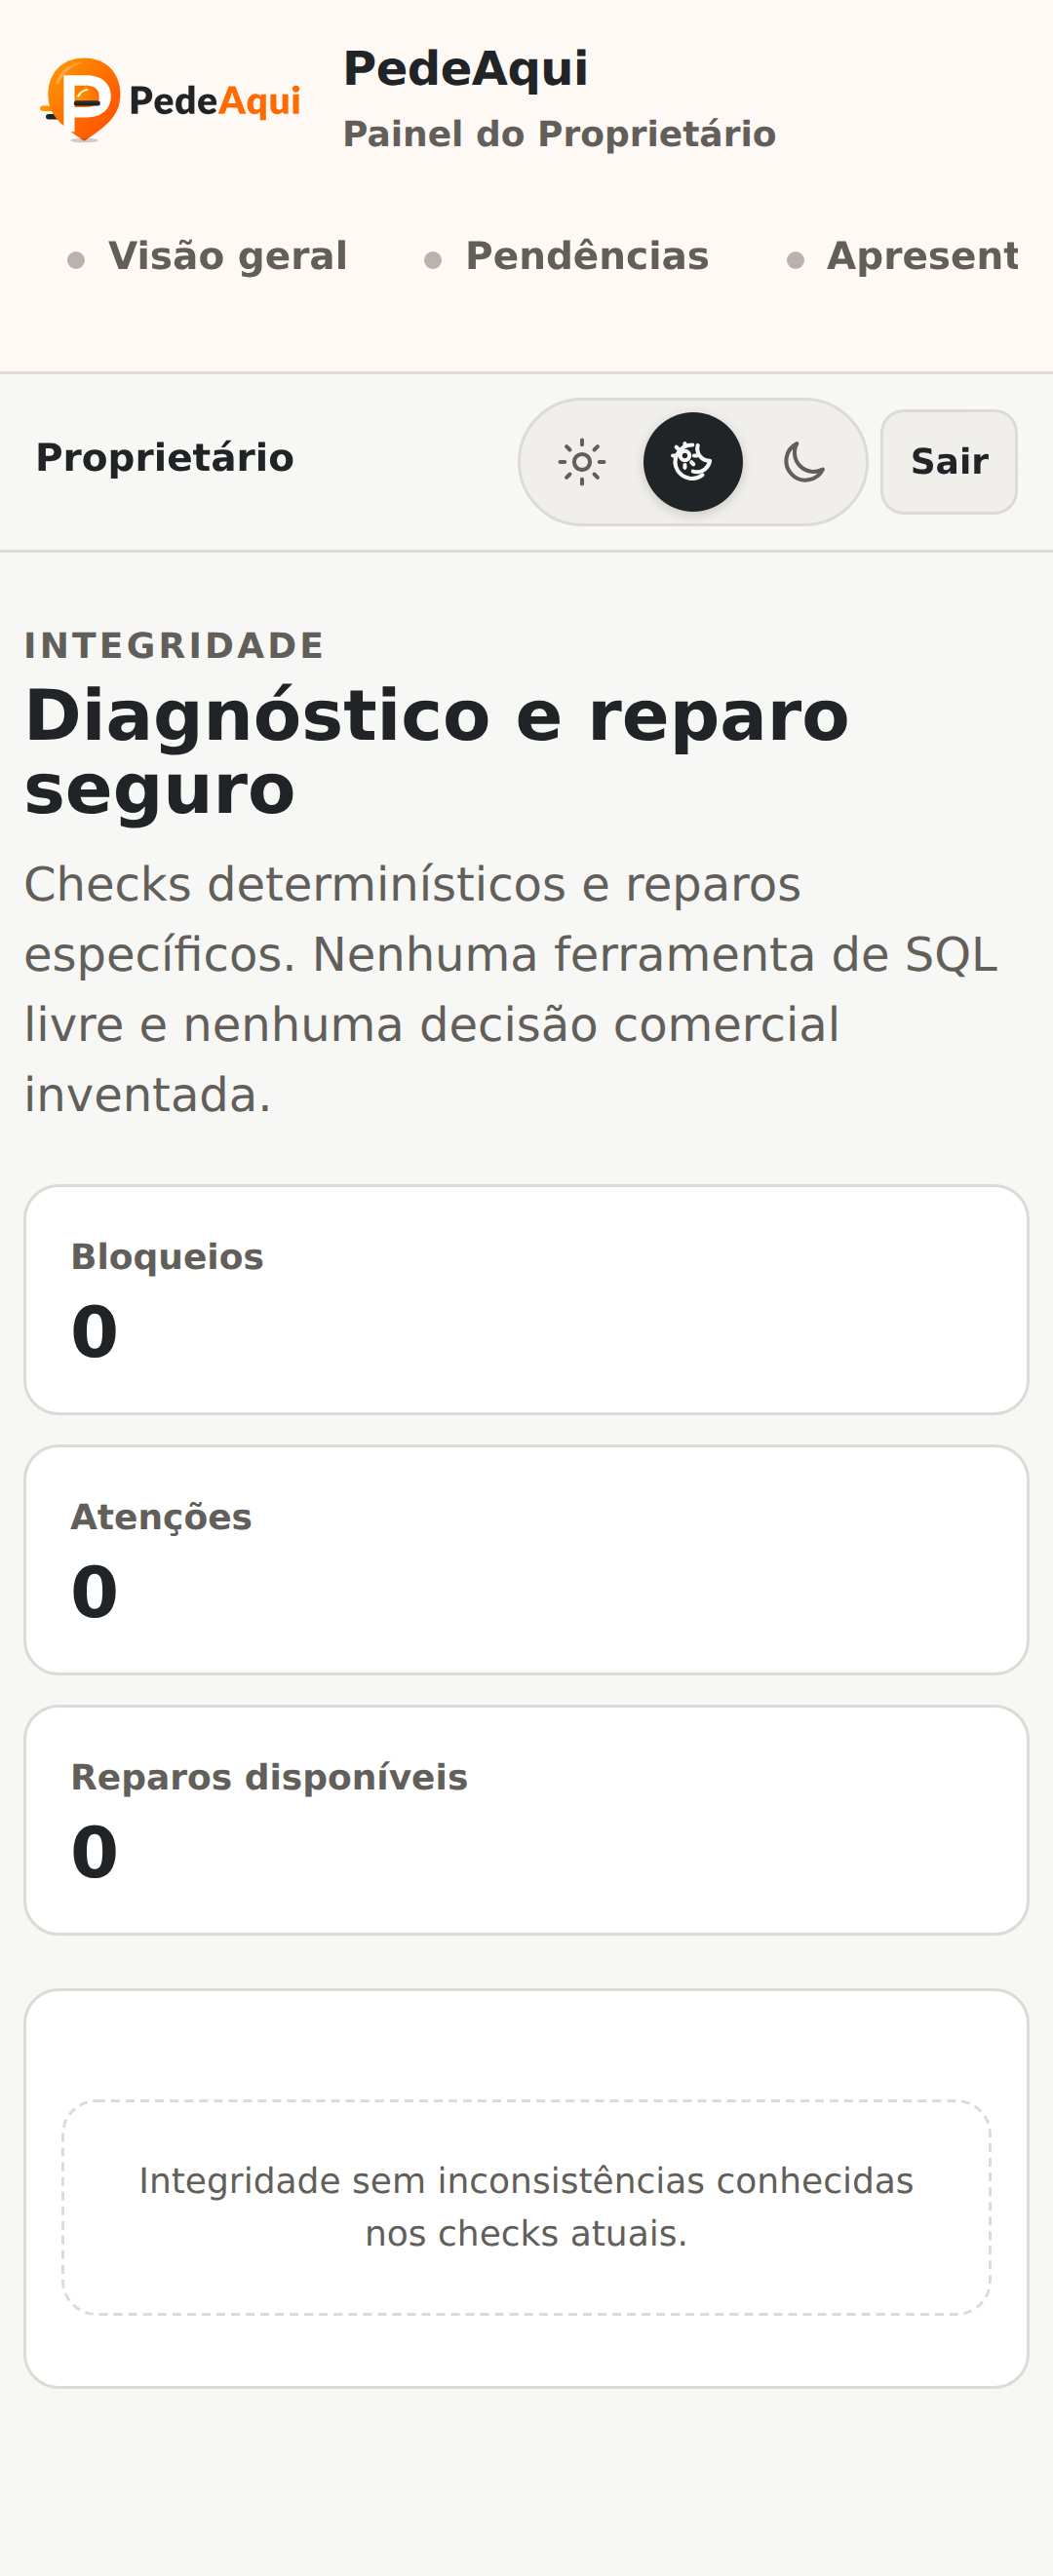 PedeAqui
PedeAqui
Painel do Proprietário
Visão geral
Pendências
Apresent
Proprietário
Sair
INTEGRIDADE
Diagnóstico e reparo
seguro
Checks determinísticos e reparos
específicos. Nenhuma ferramenta de SQL
livre e nenhuma decisão comercial
inventada.
Bloqueios
0
Atenções
0
Reparos disponíveis
0
Integridade sem inconsistências conhecidas
nos checks atuais.